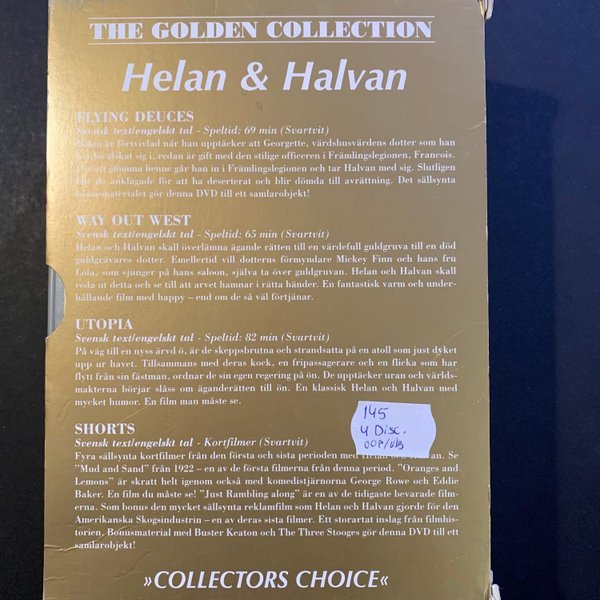 THE GOLDEN COLLECTION
Helan & Halvan
FLYING DEUCES
Svensk text/engelskt tal - Speltid: 69 min (Svartvit)
Helan är förtvivlad när han upptäcker att Georgette, värdshusvärdens dotter som han
har förälskat sig i, redan är gift med den stilige officeren i Främlingslegionen, Francois.
För att glömma henne går han in i Främlingslegionen och tar Halvan med sig. Slutligen
blir de anklagade för att ha deserterat och blir dömda till avrättning. Det sällsynta
bonusmaterialet gör denna DVD till ett samlarobjekt!
WAY OUT WEST
Svensk text/engelskt tal - Speltid: 65 min (Svartvit)
Helan och Halvan skall överlämna ägande rätten till en värdefull guldgruva till en död
guldgrävares dotter. Emellertid vill dotterns förmyndare Mickey Finn och hans fru
Lola, som sjunger på hans saloon, själva ta över guldgruvan. Helan och Halvan skall
reda ut detta och se till att arvet hamnar i rätta händer. En fantastisk varm och under-
hållande film med happy – end om de så väl förtjänar.
UTOPIA
Svensk text/engelskt tal - Speltid: 82 min (Svartvit)
På väg till en nyss ärvd ö, är de skeppsbrutna och strandsatta på en atoll som just dyket
upp ur havet. Tillsammans med deras kock, en fripassagerare och en flicka som har
flytt från sin fästman, ordnar de sin egen regering på ön. De upptäcker uran och världs-
makterna börjar slåss om äganderätten till ön. En klassisk Helan och Halvan med
mycket humor. En film man måste se.
145
4 Disc.
OOP/utg
SHORTS
Svensk text/engelskt tal - Kortfilmer (Svartvit)
Fyra sällsynta kortfilmer från den första och sista perioden med Helan och Halvan. Se
"Mud and Sand" från 1922 – en av de första filmerna från denna period. "Oranges and
Lemons" är skratt helt igenom också med komedistjärnorna George Rowe och Eddie
Baker. En film du måste se! "Just Rambling along" är en av de tidigaste bevarade filmer-
na. Som bonus den mycket sällsynta reklamfilm som Helan och Halvan gjorde för den
Amerikanska Skogsindustrin – en av deras sista filmer. Ett storartat inslag från filmhis-
torien. Bonusmaterial med Buster Keaton och The Three Stooges gör denna DVD till ett
samlarobjekt!
»COLLECTORS CHOICE«